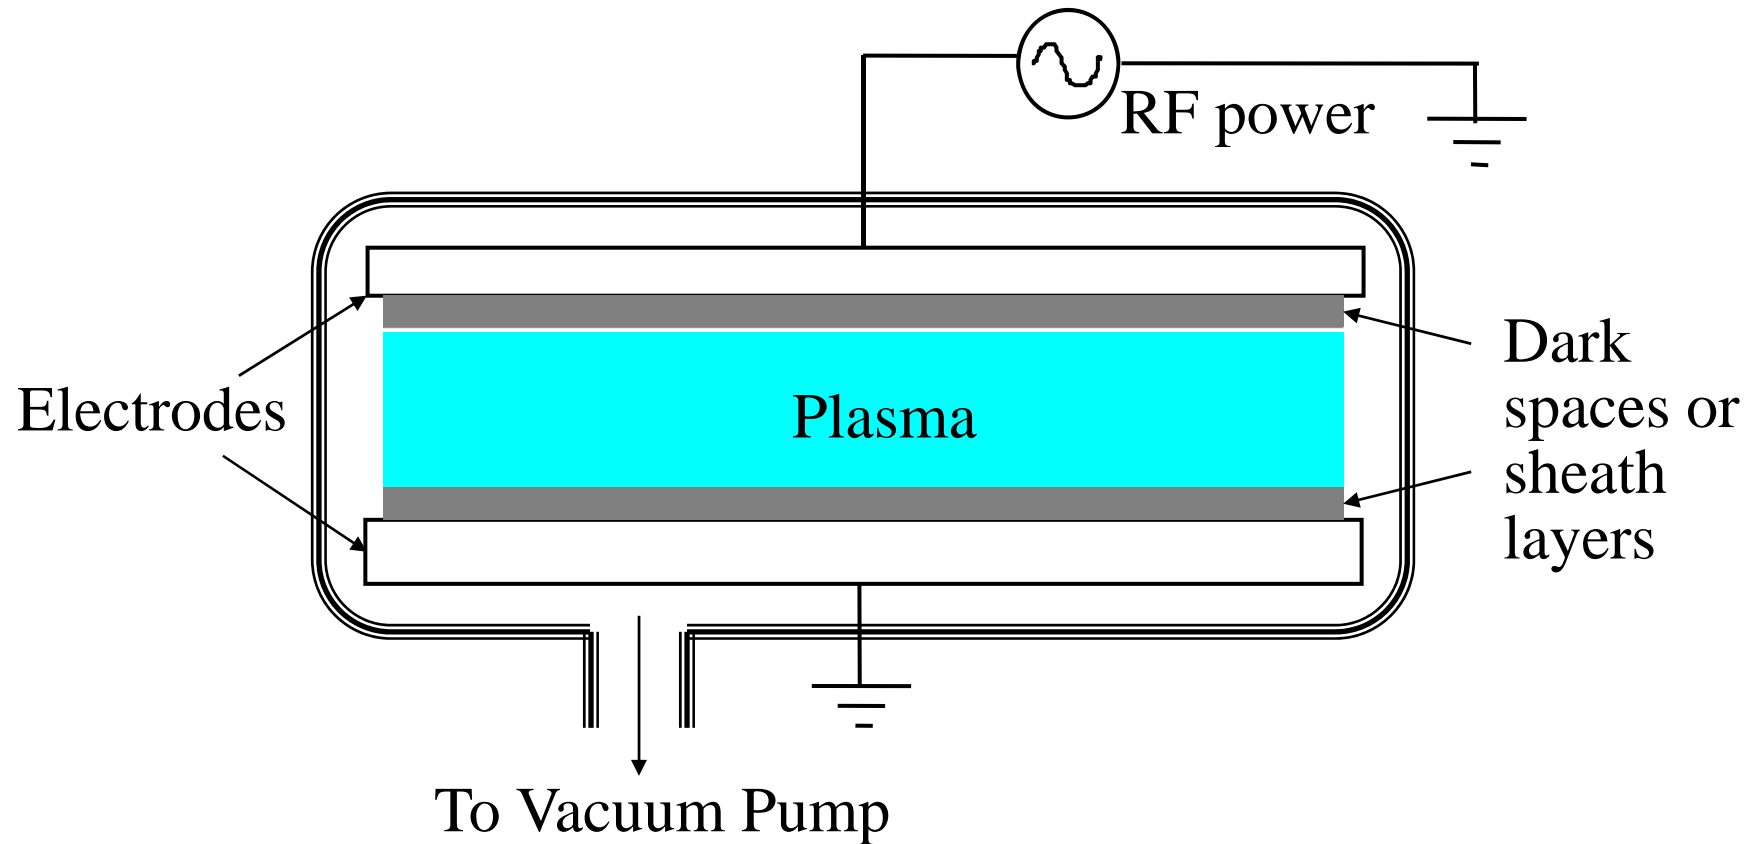 RF power
Electrodes
Plasma
Dark
spaces or
sheath
layers
To Vacuum Pump